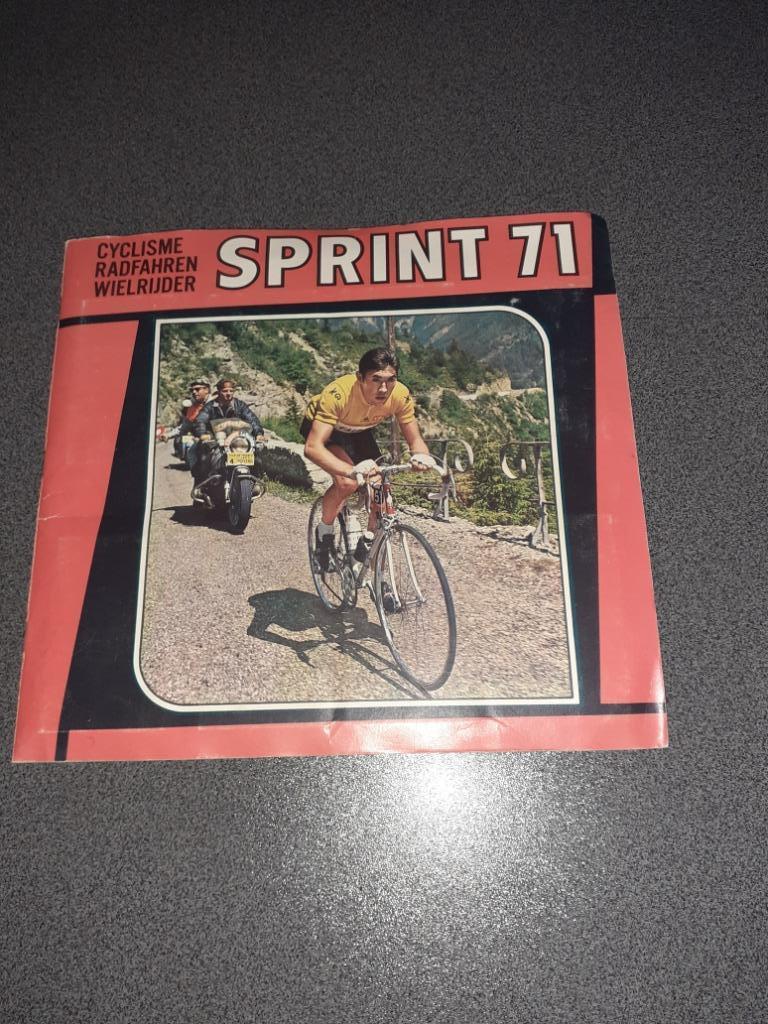 CYCLISME
RADFAHREN
WIELRIJDER
SPRINT 71